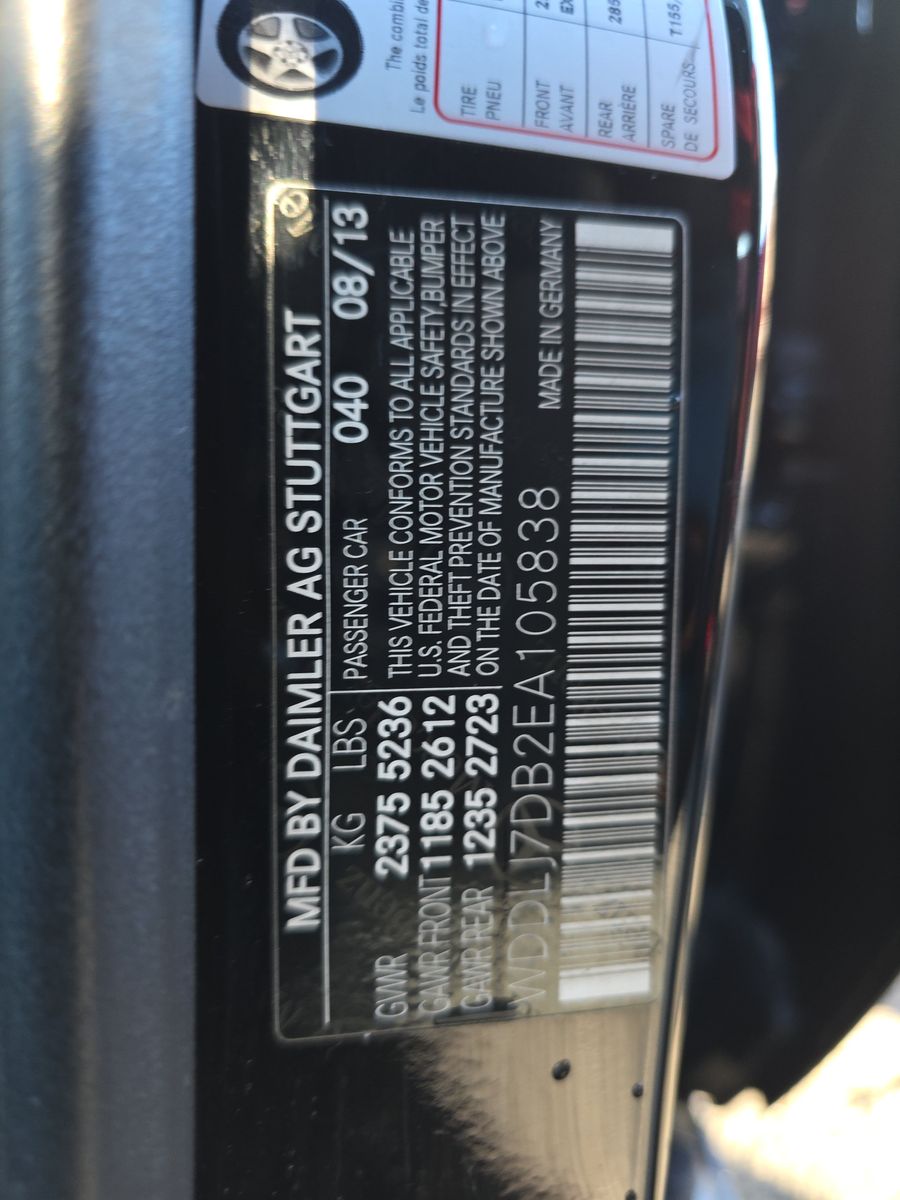 The combi
Le poids total de
TIRE
PNEU
FRONT
AVANT
REAR
ARRIÈRE
285
SPARE
DE SECOURS
T155
MFD BY DAIMLER AG STUTTGART
KG LBS PASSENGER CAR 040 08/13
GVWR 2375 5236 THIS VEHICLE CONFORMS TO ALL APPLICABLE
GAWR FRONT 1185 2612 U.S. FEDERAL MOTOR VEHICLE SAFETY,BUMPER
GAWR REAR 1235 2723 AND THEFT PREVENTION STANDARDS IN EFFECT
ON THE DATE OF MANUFACTURE SHOWN ABOVE
WDDLJ7DB2EA105838 MADE IN GERMANY